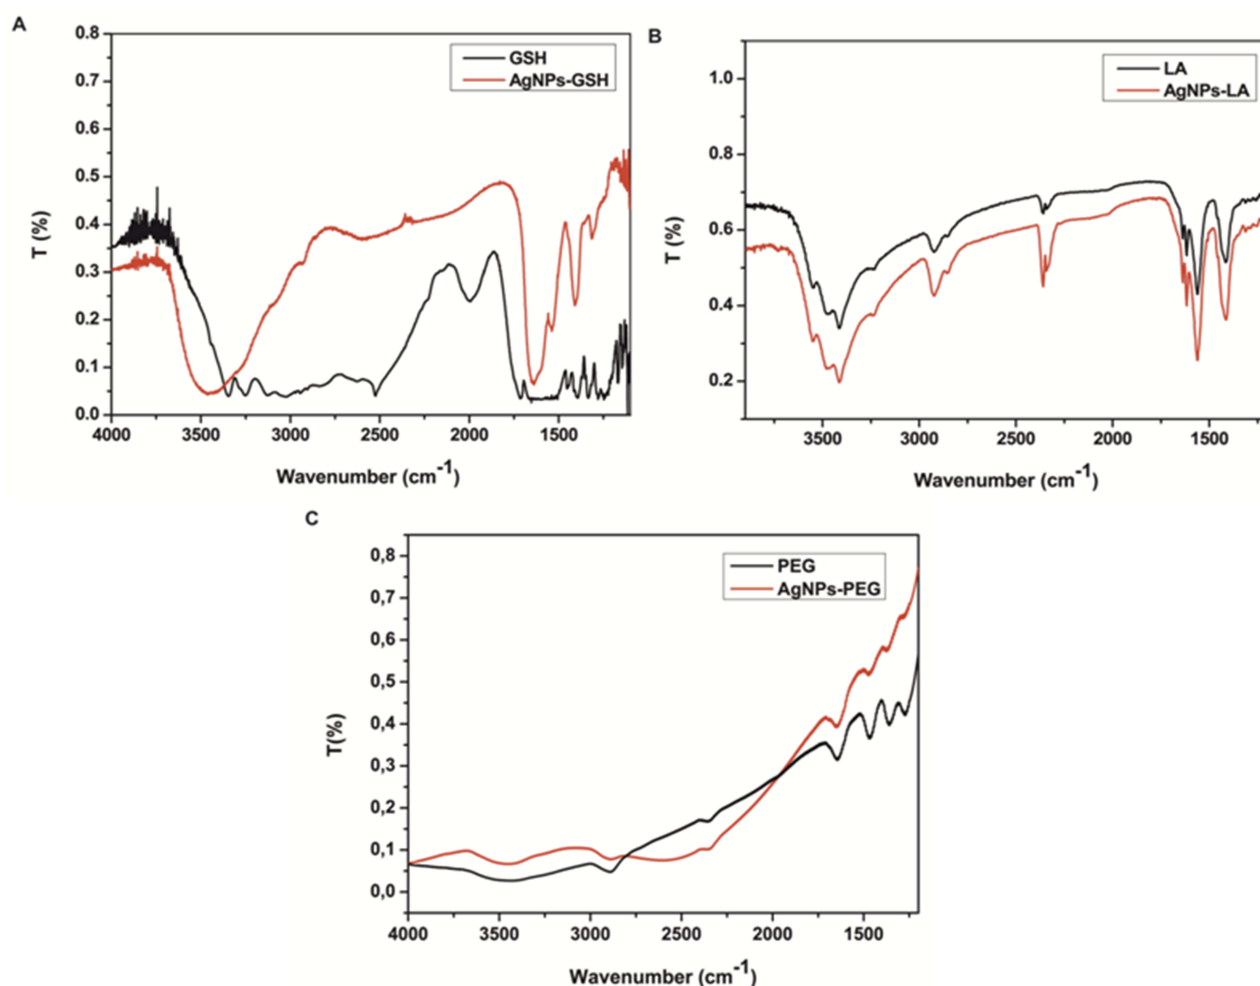 A
0.8
0.7
0.6
0.5
0.4
0.3
0.2
0.1
0.0
T (%)
GSH
AgNPs-GSH
4000 3500 3000 2500 2000 1500
Wavenumber (cm-1)
B
1.0
0.8
0.6
0.4
0.2
T (%)
LA
AgNPs-LA
3500 3000 2500 2000 1500
Wavenumber (cm-1)
C
0,8
0,7
0,6
0,5
0,4
0,3
0,2
0,1
0,0
T(%)
PEG
AgNPs-PEG
4000 3500 3000 2500 2000 1500
Wavenumber (cm-1)